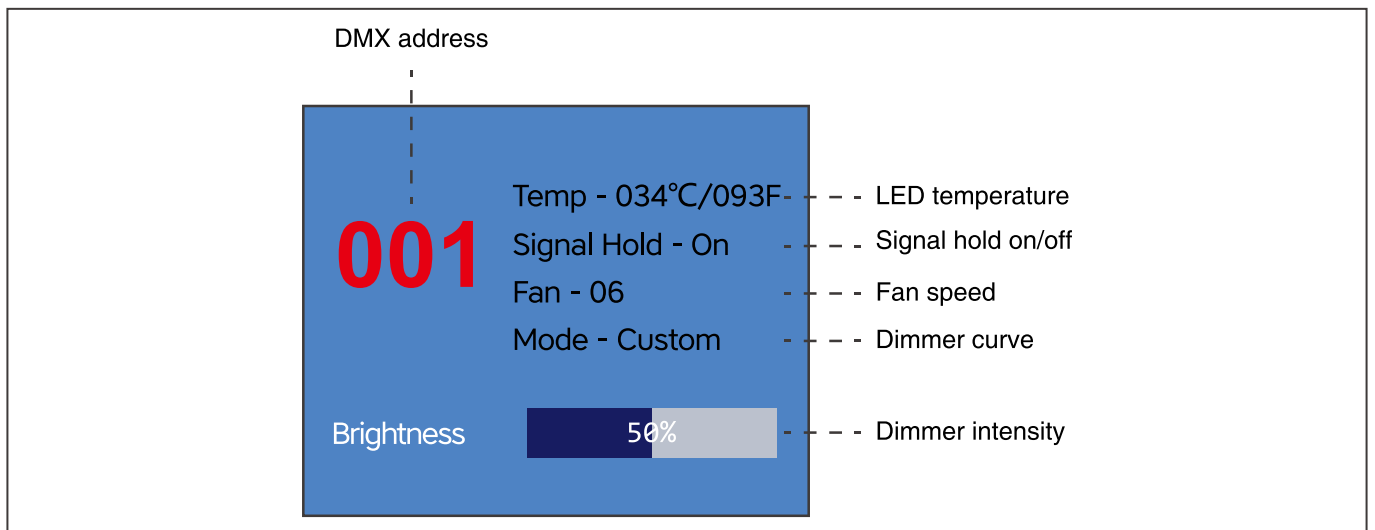 DMX address
001
Temp - 034℃/093F
LED temperature
Signal Hold - On
Signal hold on/off
Fan - 06
Fan speed
Mode - Custom
Dimmer curve
Brightness
50%
Dimmer intensity